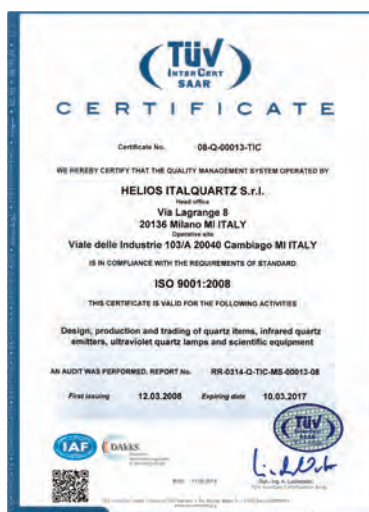 TÜV
INTERCERT
SAAR
CERTIFICATE
Certificate No. 08-Q-00013-TIC
WE HEREBY CERTIFY THAT THE QUALITY MANAGEMENT SYSTEM OPERATED BY
HELIOS ITALQUARTZ S.r.l.
Head office
Via Lagrange 8
20136 Milano MI ITALY
Operative site
Viale delle Industrie 103/A 20040 Cambiago MI ITALY
IS IN COMPLIANCE WITH THE REQUIREMENTS OF STANDARD
ISO 9001:2008
THIS CERTIFICATE IS VALID FOR THE FOLLOWING ACTIVITIES
Design, production and trading of quartz items, infrared quartz
emitters, ultraviolet quartz lamps and scientific equipment
AN AUDIT WAS PERFORMED, REPORT No. RR-0314-Q-TIC-MS-00013-08
First issuing 12.03.2008 Expiring date 10.03.2017
TÜV
SAAR
IAF
DAkkS